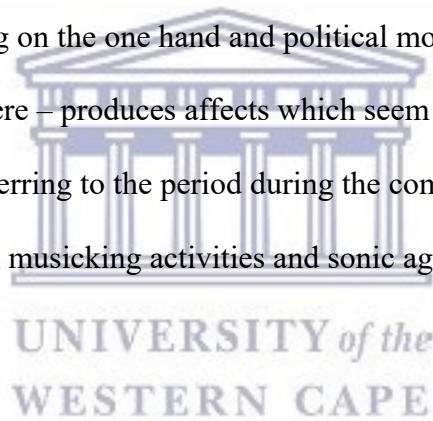 g on the one hand and political mo
ere – produces affects which seem
erring to the period during the con
musicking activities and sonic ag
UNIVERSITY of the
WESTERN CAPE